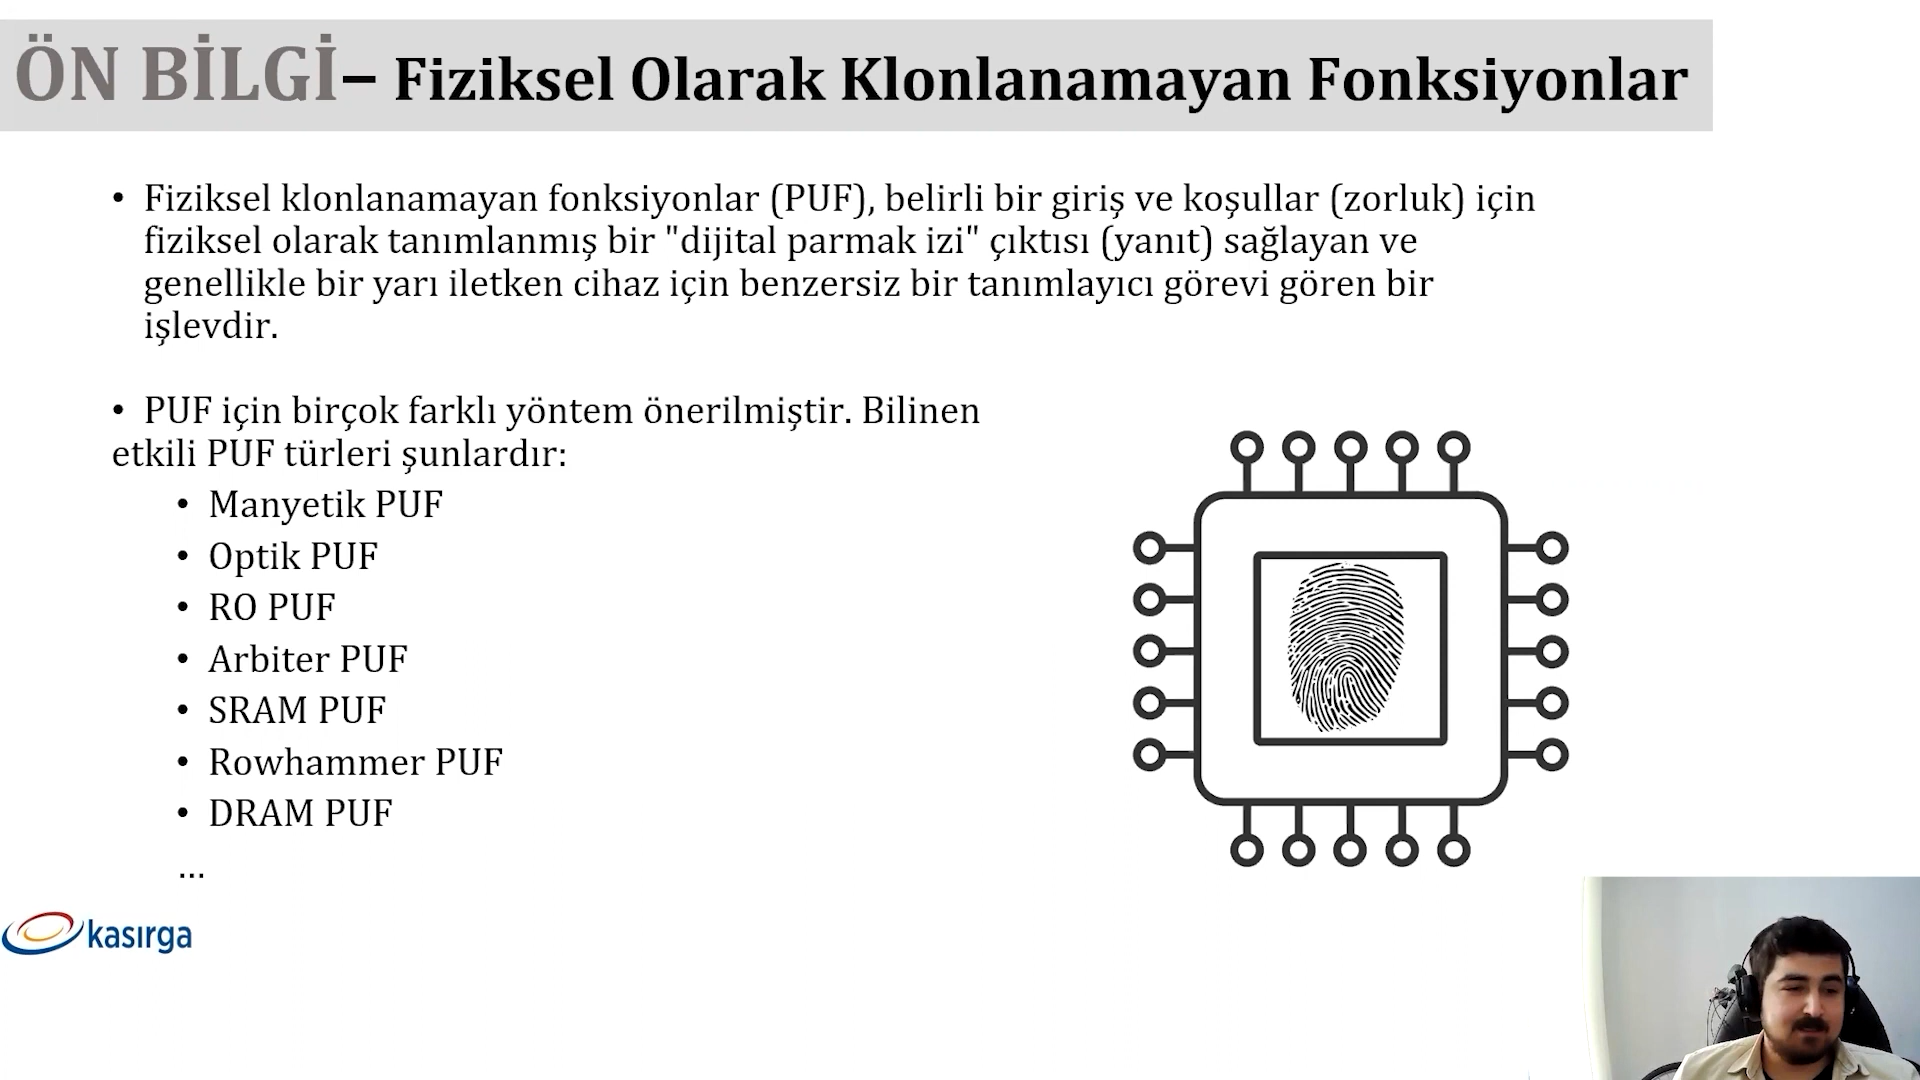 ÖN BİLGİ– Fiziksel Olarak Klonlanamayan Fonksiyonlar
• Fiziksel klonlanamayan fonksiyonlar (PUF), belirli bir giriş ve koşullar (zorluk) için
fiziksel olarak tanımlanmış bir "dijital parmak izi" çıktısı (yanıt) sağlayan ve
genellikle bir yarı iletken cihaz için benzersiz bir tanımlayıcı görevi gören bir
işlevdir.
• PUF için birçok farklı yöntem önerilmiştir. Bilinen
etkili PUF türleri şunlardır:
• Manyetik PUF
• Optik PUF
• RO PUF
• Arbiter PUF
• SRAM PUF
• Rowhammer PUF
• DRAM PUF
...
kasırga